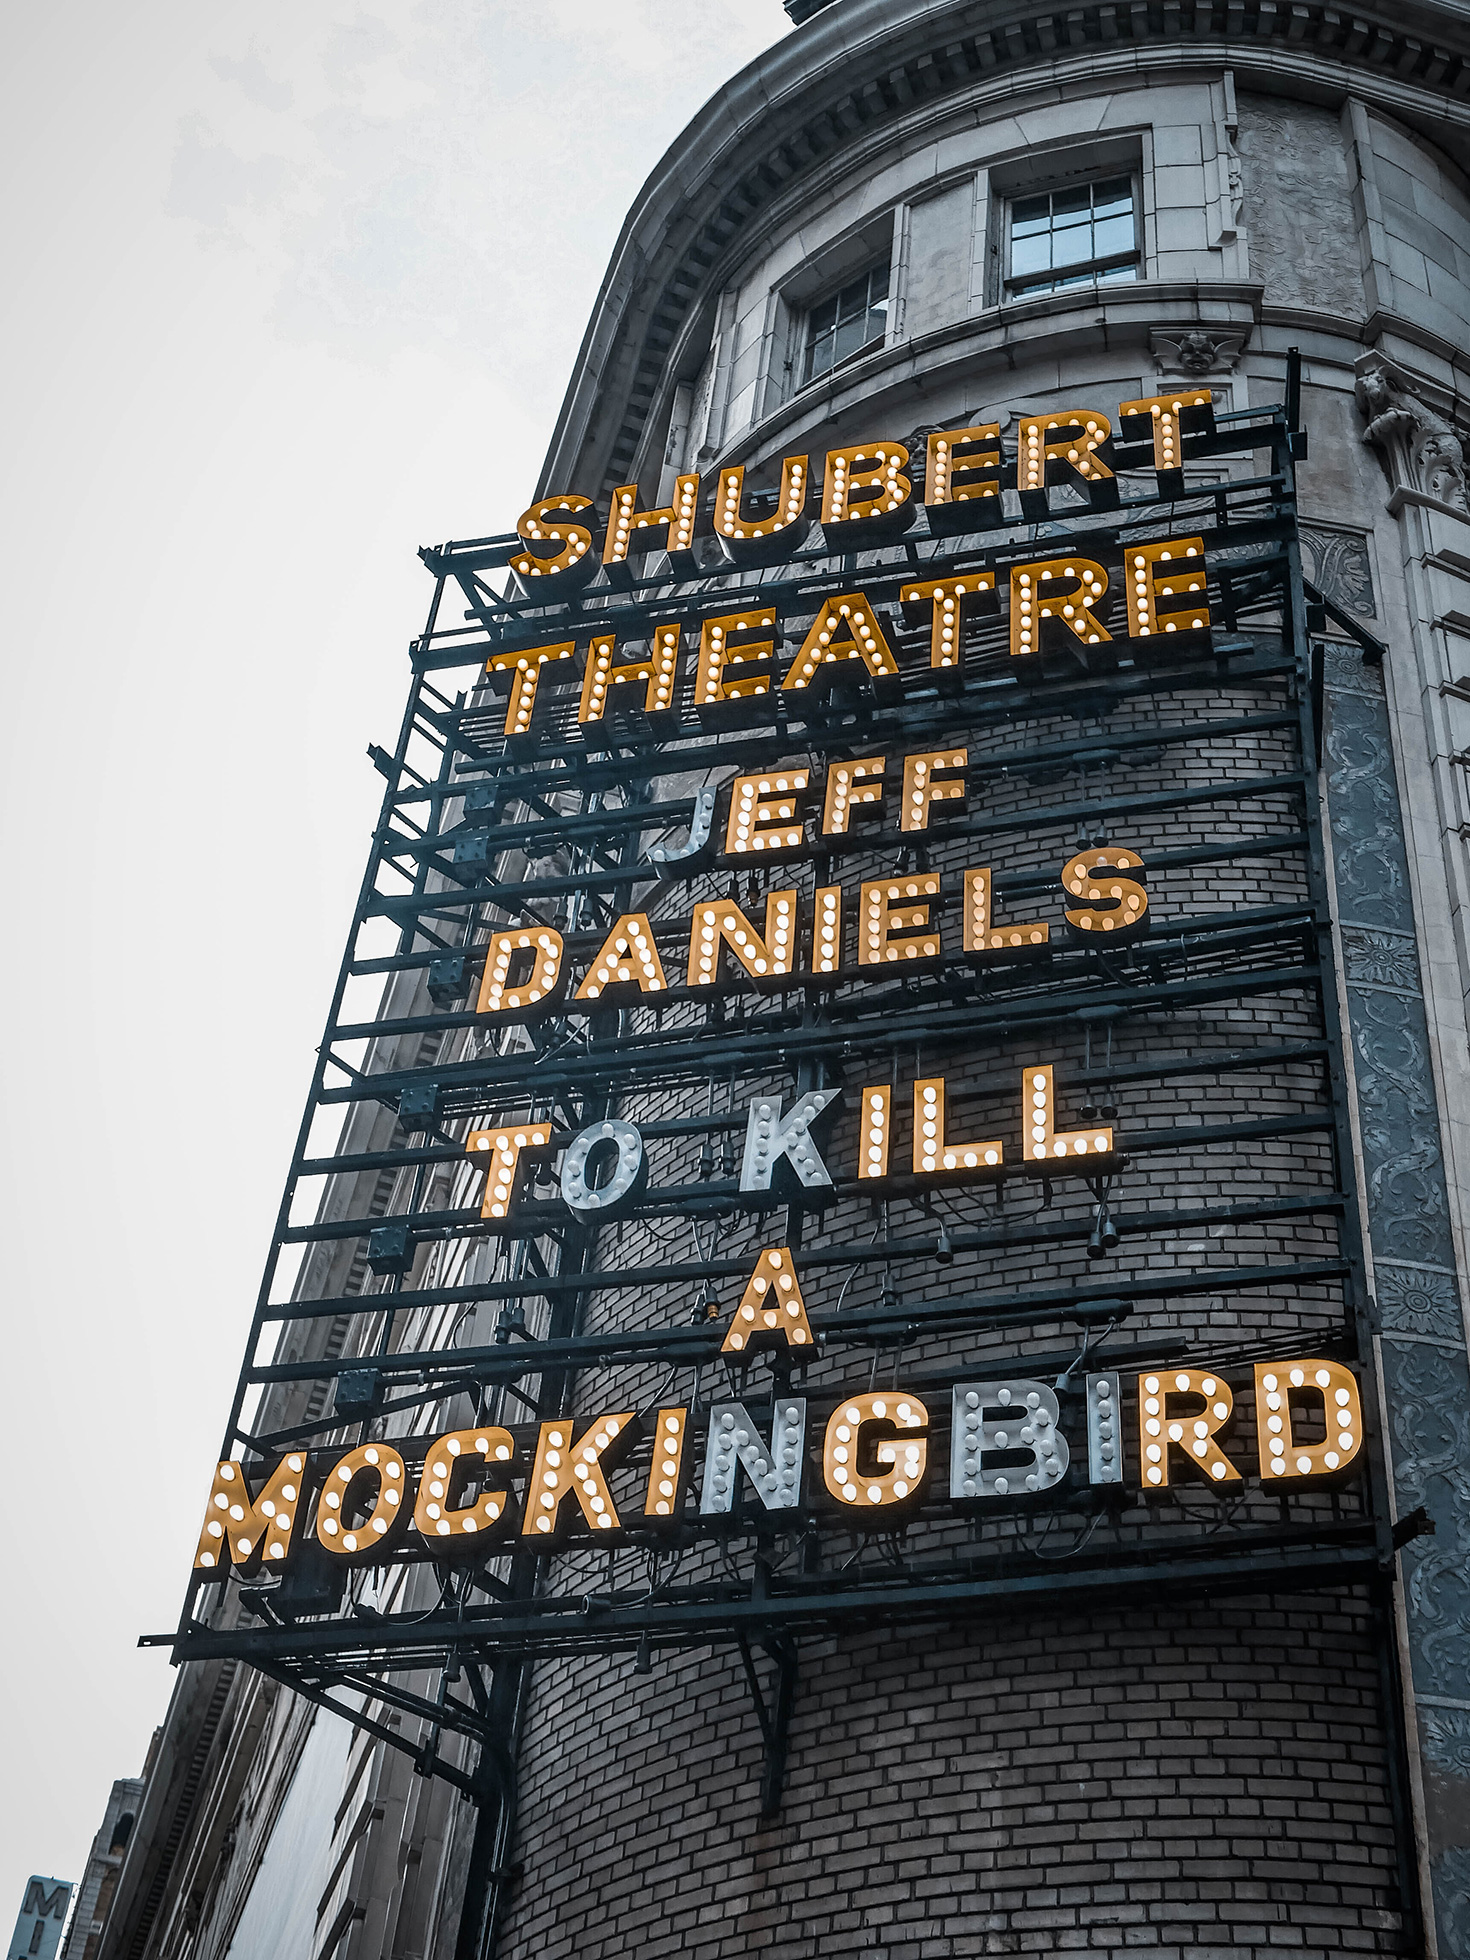 SHUBERT
THEATRE
JEFF
DANIELS
TO KILL
A
MOCKINGBIRD